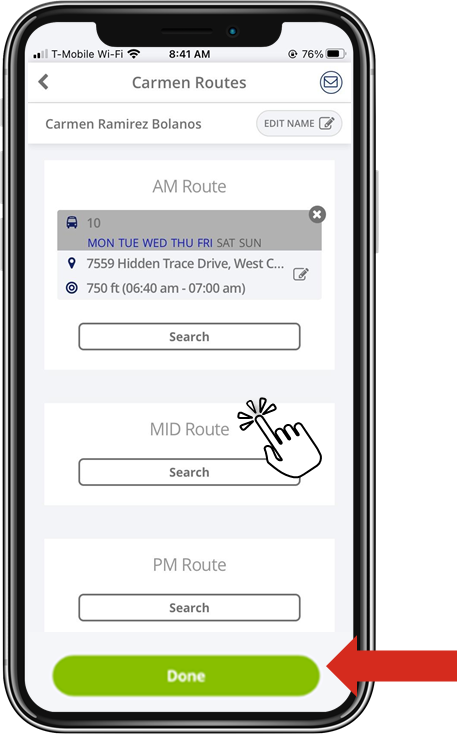 T-Mobile Wi-Fi 8:41 AM 76%
Carmen Routes
Carmen Ramirez Bolanos EDIT NAME
AM Route
10
MON TUE WED THU FRI SAT SUN
7559 Hidden Trace Drive, West C...
750 ft (06:40 am - 07:00 am)
Search
MID Route
Search
PM Route
Search
Done